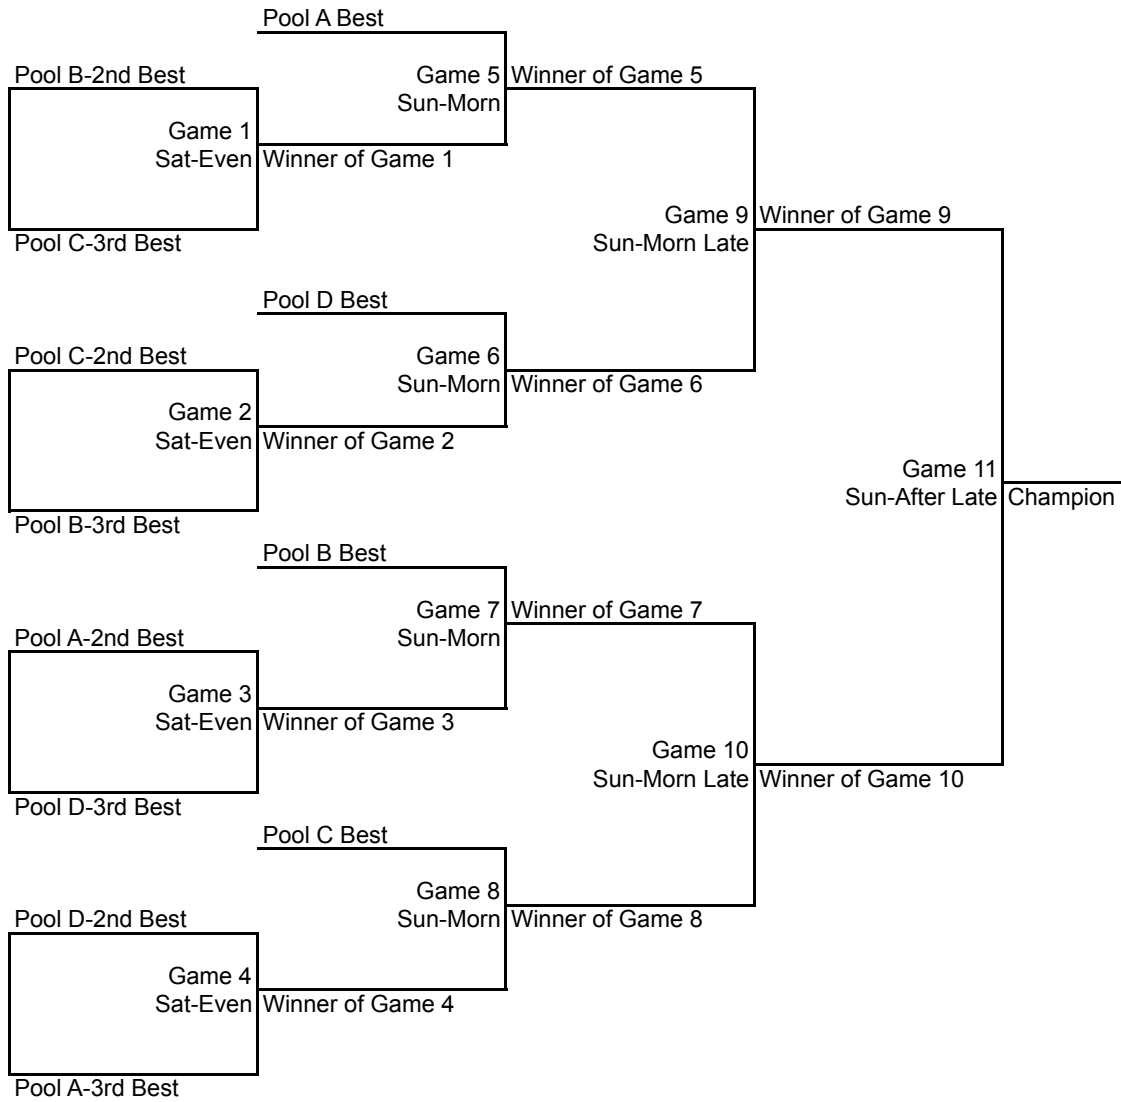 Pool A Best
Pool B-2nd Best
Game 5
Sun-Morn
Winner of Game 5
Game 1
Sat-Even
Winner of Game 1
Pool C-3rd Best
Game 9
Sun-Morn Late
Winner of Game 9
Pool D Best
Pool C-2nd Best
Game 6
Sun-Morn
Winner of Game 6
Game 2
Sat-Even
Winner of Game 2
Pool B-3rd Best
Game 11
Sun-After Late
Champion
Pool B Best
Pool A-2nd Best
Game 7
Sun-Morn
Winner of Game 7
Game 3
Sat-Even
Winner of Game 3
Pool D-3rd Best
Game 10
Sun-Morn Late
Winner of Game 10
Pool C Best
Pool D-2nd Best
Game 8
Sun-Morn
Winner of Game 8
Game 4
Sat-Even
Winner of Game 4
Pool A-3rd Best